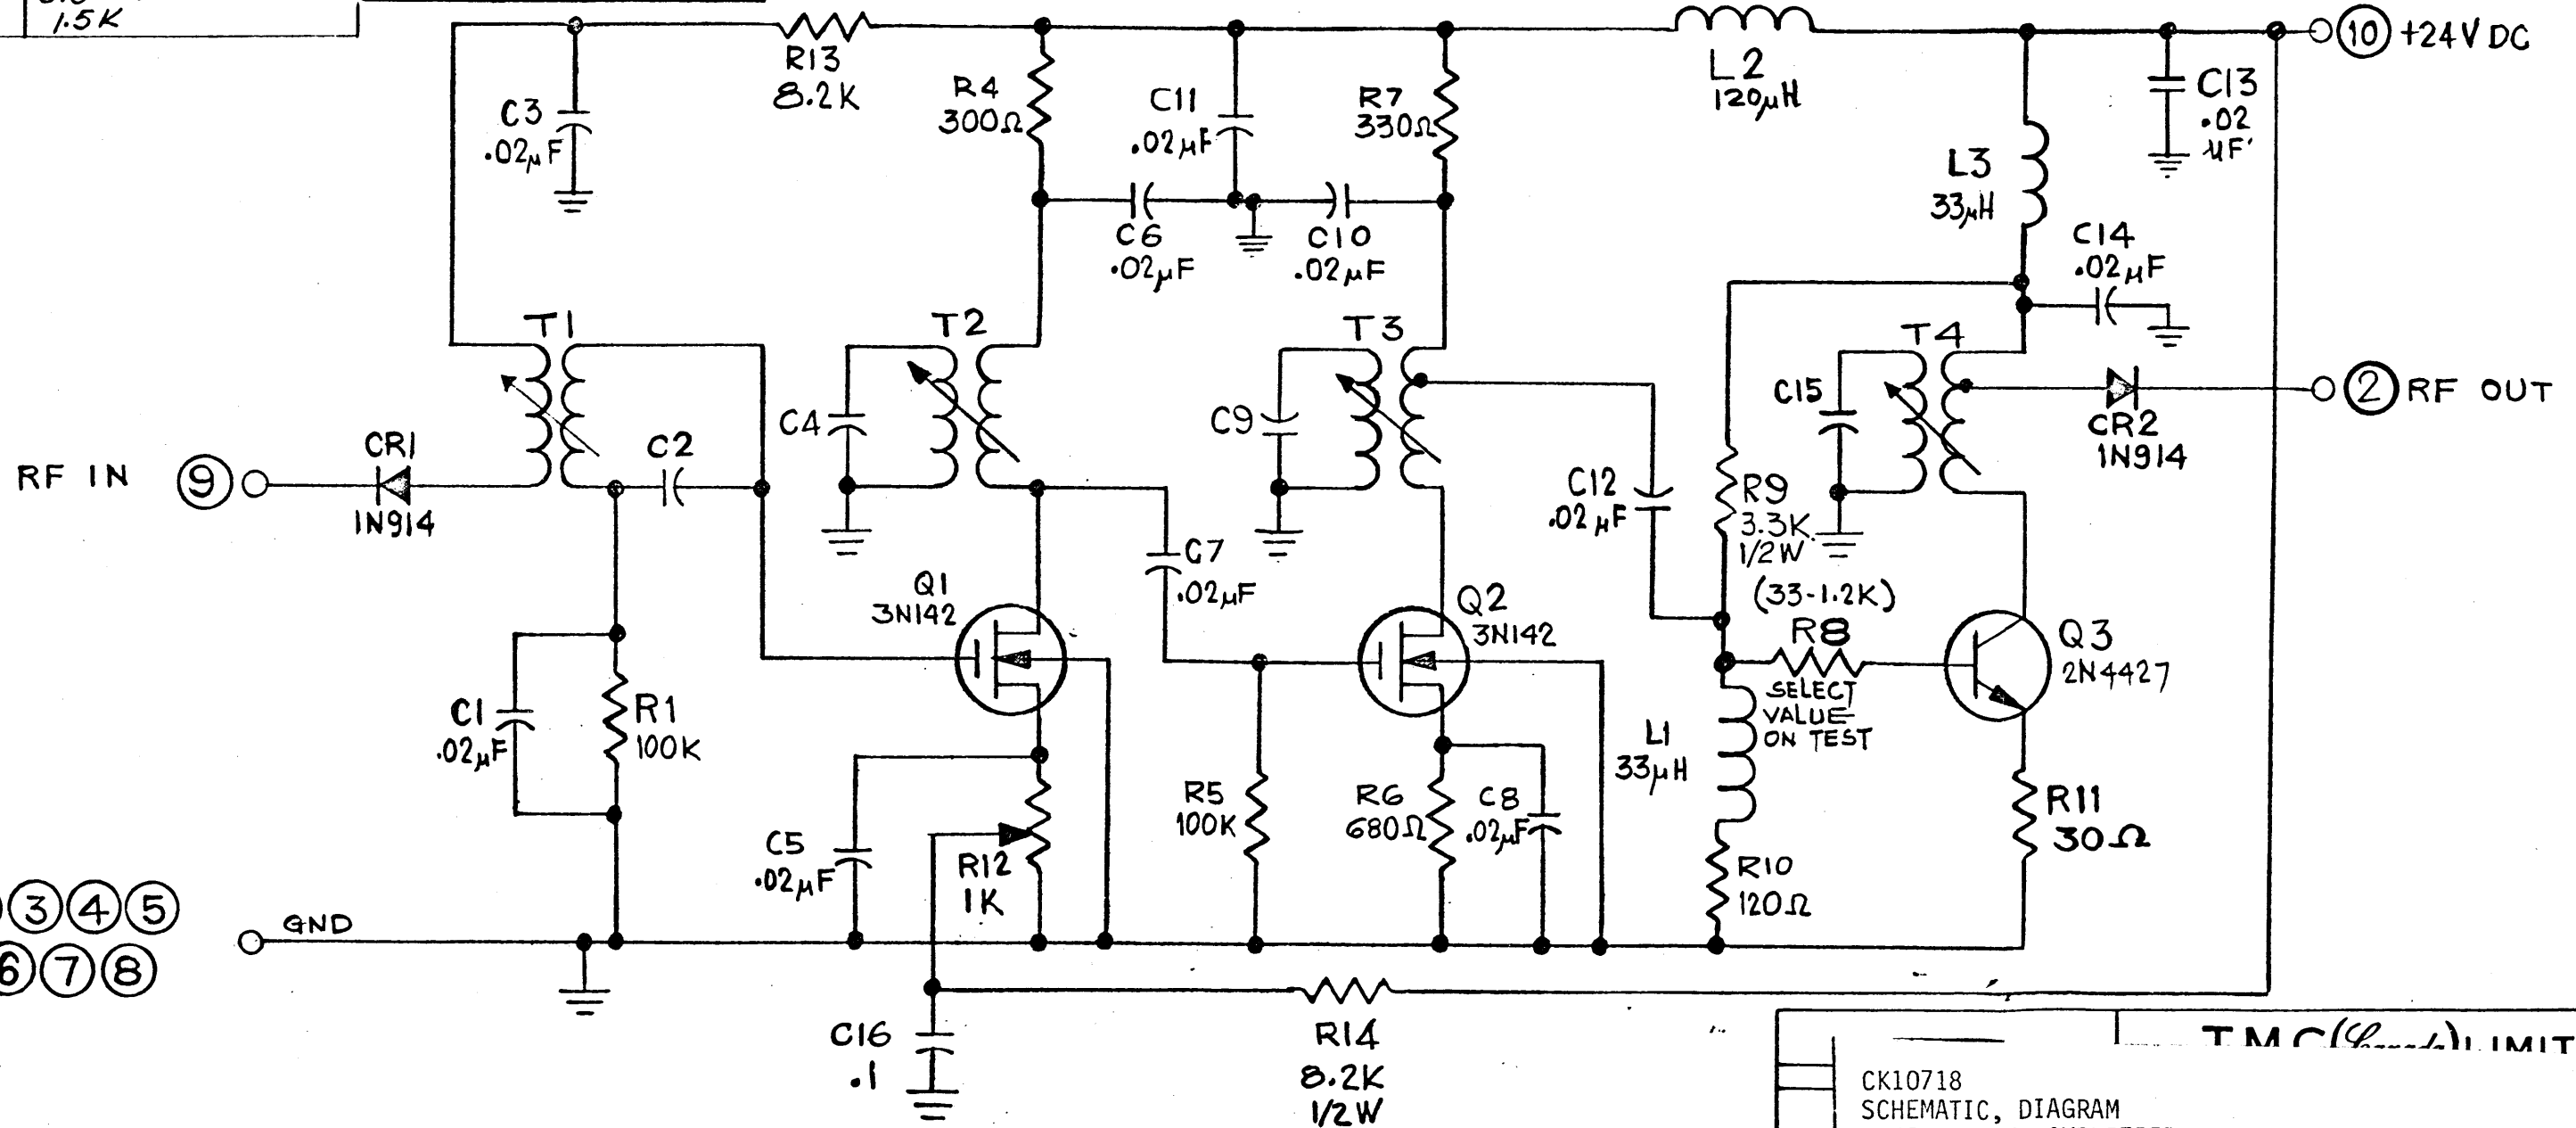 1.5K
R13
8.2K
C3
.02µF
R4
300Ω
C11
.02µF
R7
330Ω
L2
120µH
10 +24V DC
C13
.02
µF
L3
33µH
C14
.02µF
C6
.02µF
C10
.02µF
T1
T2
T3
T4
C4
C9
C15
CR1
1N914
C2
RF IN 9
2 RF OUT
CR2
1N914
C12
.02µF
R9
3.3K
1/2W
C7
.02µF
(33-1.2K)
R8
SELECT
VALUE
ON TEST
Q1
3N142
Q2
3N142
Q3
2N4427
C1
.02µF
R1
100K
L1
33µH
R5
100K
R6
680Ω
C8
.02µF
R11
30Ω
C5
.02µF
R12
1K
R10
120Ω
3 4 5
6 7 8
GND
C16
.1
R14
8.2K
1/2W
TMC (Canada) LIMIT
CK10718
SCHEMATIC, DIAGRAM